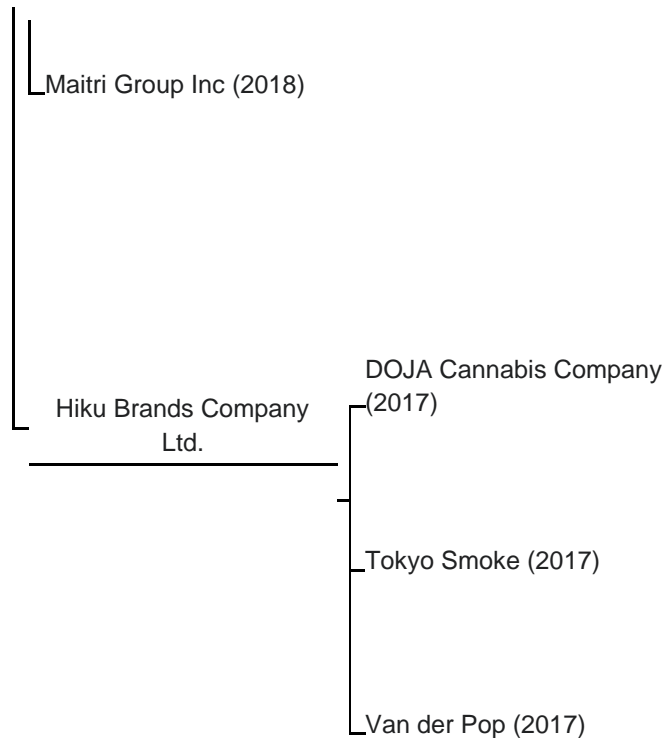 Maitri Group Inc (2018)
DOJA Cannabis Company
(2017)
Hiku Brands Company
Ltd.
Tokyo Smoke (2017)
Van der Pop (2017)